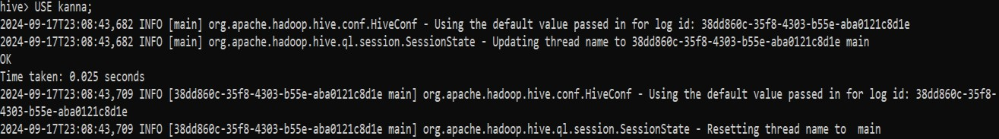 hive> USE kanna;
2024-09-17T23:08:43,682 INFO [main] org.apache.hadoop.hive.conf.HiveConf - Using the default value passed in for log id: 38dd860c-35f8-4303-b55e-aba0121c8d1e
2024-09-17T23:08:43,682 INFO [main] org.apache.hadoop.hive.ql.session.SessionState - Updating thread name to 38dd860c-35f8-4303-b55e-aba0121c8d1e main
OK
Time taken: 0.025 seconds
2024-09-17T23:08:43,709 INFO [38dd860c-35f8-4303-b55e-aba0121c8d1e main] org.apache.hadoop.hive.conf.HiveConf - Using the default value passed in for log id: 38dd860c-35f8-
4303-b55e-aba0121c8d1e
2024-09-17T23:08:43,709 INFO [38dd860c-35f8-4303-b55e-aba0121c8d1e main] org.apache.hadoop.hive.ql.session.SessionState - Resetting thread name to  main